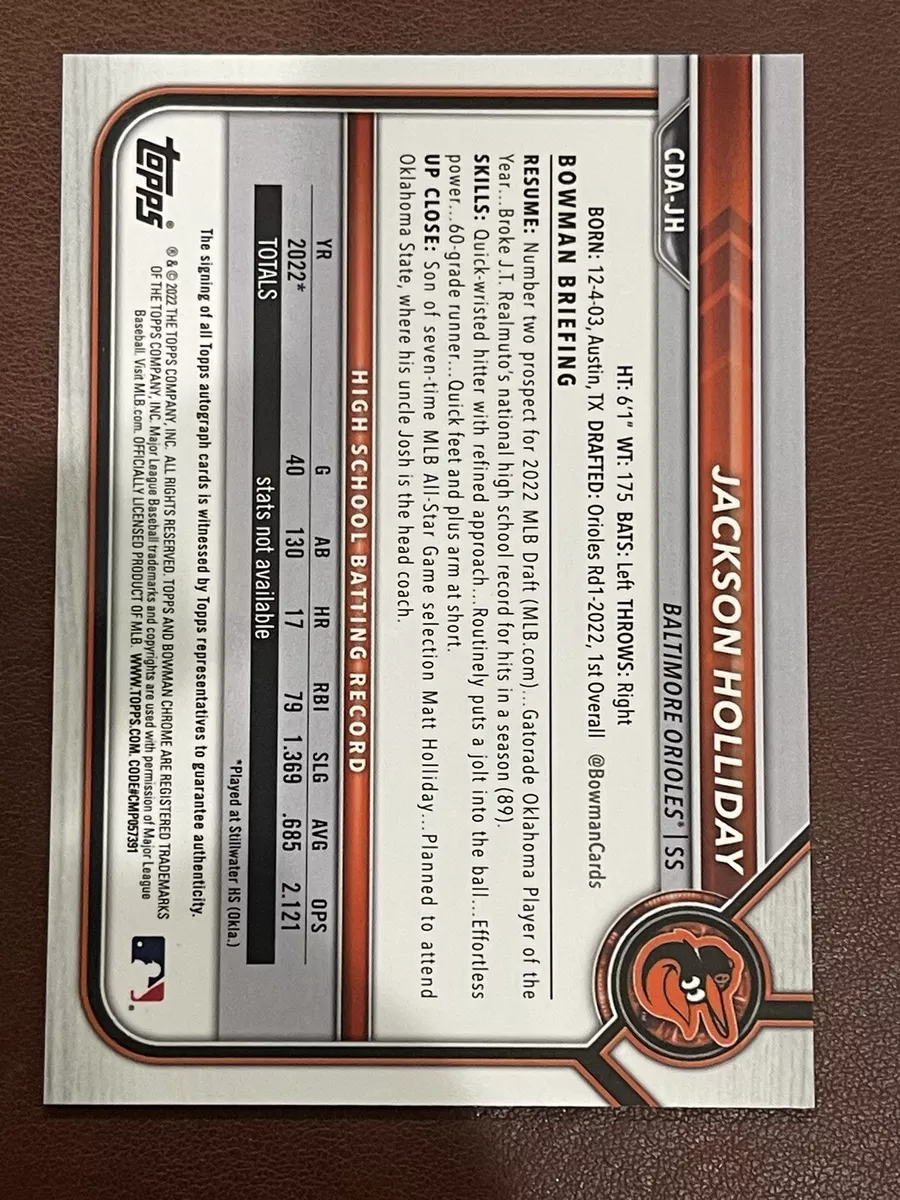 CDA-JH
JACKSON HOLLIDAY
BALTIMORE ORIOLES® | SS
HT: 6'1" WT: 175 BATS: Left THROWS: Right
BORN: 12-4-03, Austin, TX DRAFTED: Orioles Rd1-2022, 1st Overall @BowmanCards
BOWMAN BRIEFING
RESUME: Number two prospect for 2022 MLB Draft (MLB.com)...Gatorade Oklahoma Player of the
Year...Broke J.T. Realmuto's national high school record for hits in a season (89).
SKILLS: Quick-wristed hitter with refined approach...Routinely puts a jolt into the ball...Effortless
power...60-grade runner...Quick feet and plus arm at short.
UP CLOSE: Son of seven-time MLB All-Star Game selection Matt Holliday...Planned to attend
Oklahoma State, where his uncle Josh is the head coach.
HIGH SCHOOL BATTING RECORD
YR G AB HR RBI SLG AVG OPS
2022* 40 130 17 79 1.369 .685 2.121
TOTALS stats not available
*Played at Stillwater HS (Okla.)
The signing of all Topps autograph cards is witnessed by Topps representatives to guarantee authenticity.
topps®
® & © 2022 THE TOPPS COMPANY, INC. ALL RIGHTS RESERVED. TOPPS AND BOWMAN CHROME ARE REGISTERED TRADEMARKS
OF THE TOPPS COMPANY, INC. Major League Baseball trademarks and copyrights are used with permission of Major League
Baseball. Visit MLB.com. OFFICIALLY LICENSED PRODUCT OF MLB. WWW.TOPPS.COM. CODE#CMP057391